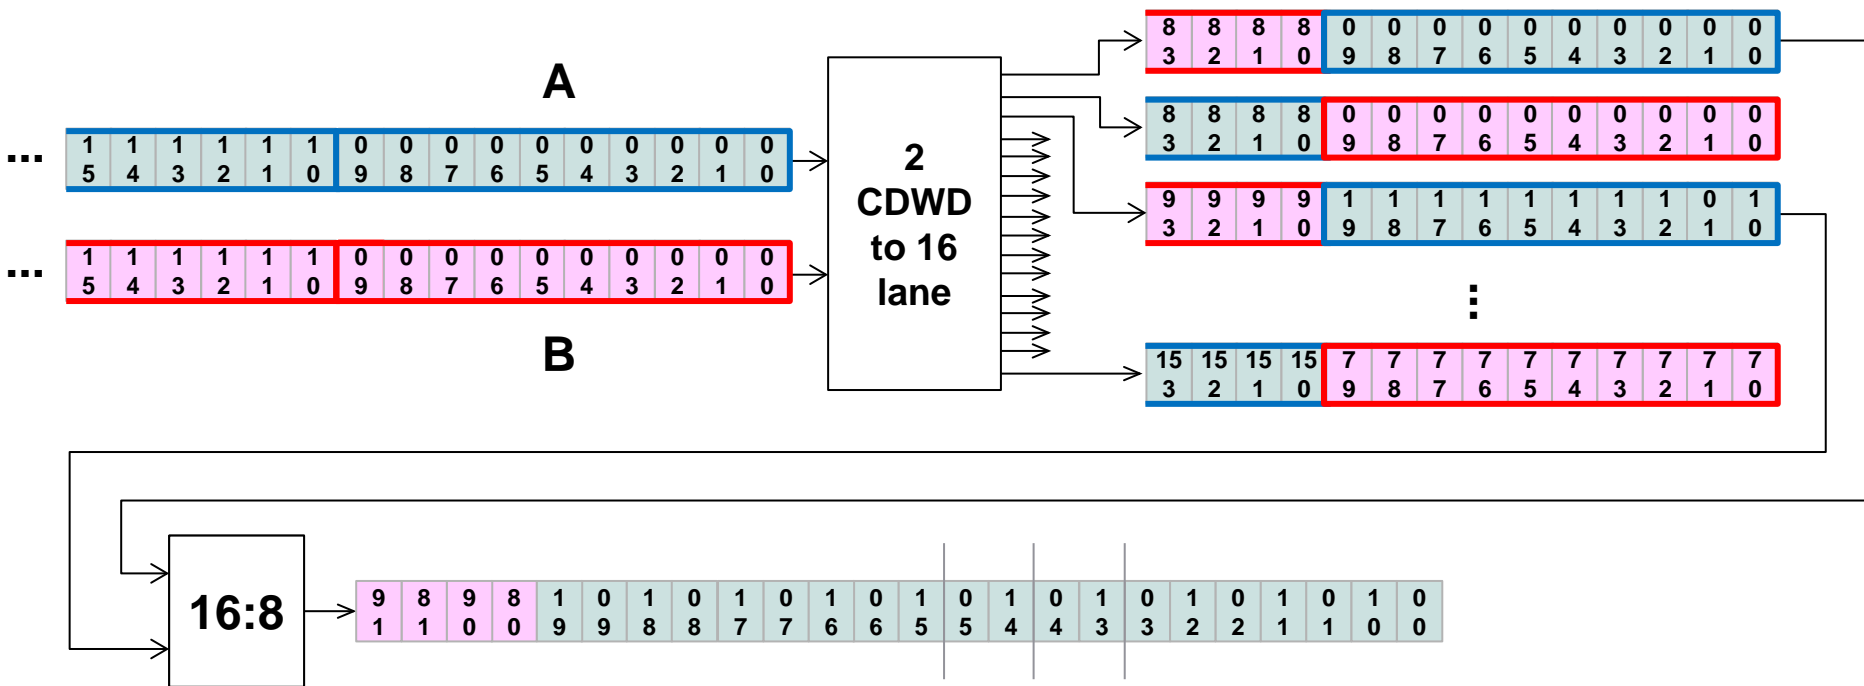 8 8 8 8 0 0 0 0 0 0 0 0 0 0
3 2 1 0 9 8 7 6 5 4 3 2 1 0
A
8 8 8 8 0 0 0 0 0 0 0 0 0 0
3 2 1 0 9 8 7 6 5 4 3 2 1 0
... 1 1 1 1 1 1 0 0 0 0 0 0 0 0 0 0
5 4 3 2 1 0 9 8 7 6 5 4 3 2 1 0
2
CDWD
to 16
lane
9 9 9 9 1 1 1 1 1 1 1 1 0 1
3 2 1 0 9 8 7 6 5 4 3 2 1 0
... 1 1 1 1 1 1 0 0 0 0 0 0 0 0 0 0
5 4 3 2 1 0 9 8 7 6 5 4 3 2 1 0
...
B
15 15 15 15 7 7 7 7 7 7 7 7 7 7
3 2 1 0 9 8 7 6 5 4 3 2 1 0
16:8
9 8 9 8 1 0 1 0 1 0 1 0 1 0 1 0 1 0 1 0 1 0 1 0
1 1 0 0 9 9 8 8 7 7 6 6 5 5 4 4 3 3 2 2 1 1 0 0